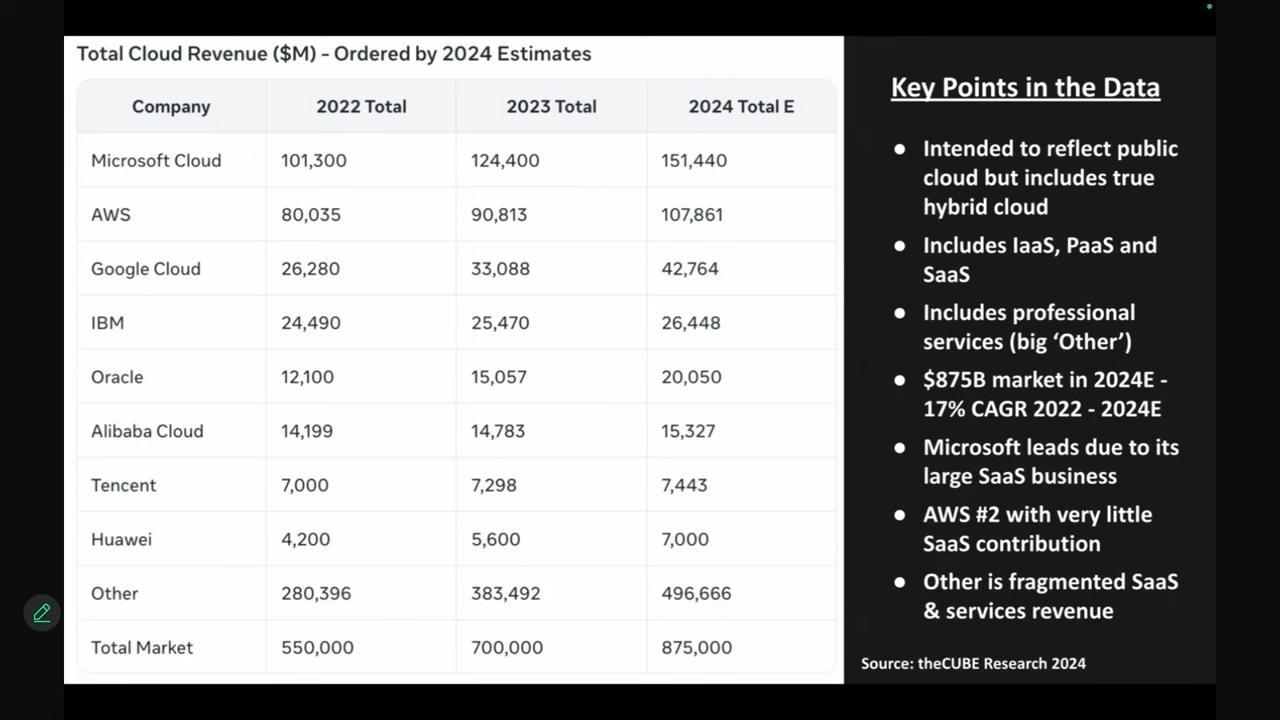 Total Cloud Revenue ($M) - Ordered by 2024 Estimates
Company 2022 Total 2023 Total 2024 Total E
Microsoft Cloud 101,300 124,400 151,440
AWS 80,035 90,813 107,861
Google Cloud 26,280 33,088 42,764
IBM 24,490 25,470 26,448
Oracle 12,100 15,057 20,050
Alibaba Cloud 14,199 14,783 15,327
Tencent 7,000 7,298 7,443
Huawei 4,200 5,600 7,000
Other 280,396 383,492 496,666
Total Market 550,000 700,000 875,000
Key Points in the Data
● Intended to reflect public
cloud but includes true
hybrid cloud
● Includes IaaS, PaaS and
SaaS
● Includes professional
services (big ‘Other’)
● $875B market in 2024E -
17% CAGR 2022 - 2024E
● Microsoft leads due to its
large SaaS business
● AWS #2 with very little
SaaS contribution
● Other is fragmented SaaS
& services revenue
Source: theCUBE Research 2024